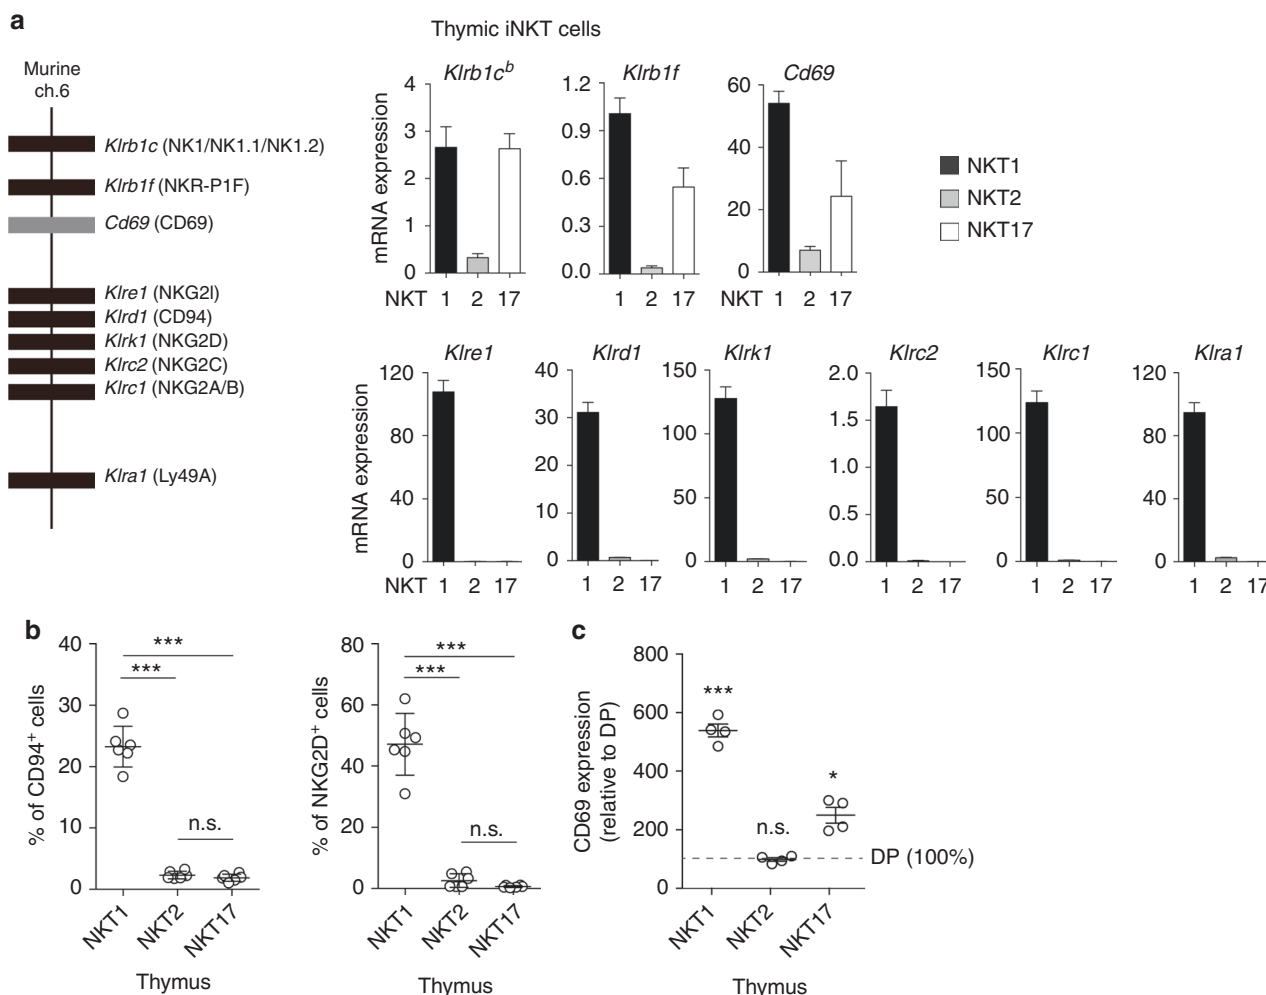 a
Thymic iNKT cells
Murine
ch.6
Klrb1c (NK1/NK1.1/NK1.2)
Klrb1f (NKR-P1F)
Cd69 (CD69)
Klre1 (NKG2I)
Klrd1 (CD94)
Klrk1 (NKG2D)
Klrc2 (NKG2C)
Klrc1 (NKG2A/B)
Klra1 (Ly49A)
Klrb1c^b
mRNA expression
4
3
2
1
0
NKT 1 2 17
Klrb1f
1.2
0.9
0.6
0.3
0.0
1 2 17
Cd69
60
40
20
0
NKT 1 2 17
NKT1
NKT2
NKT17
Klre1
mRNA expression
120
80
40
0
NKT 1 2 17
Klrd1
40
30
20
10
0
1 2 17
Klrk1
150
100
50
0
1 2 17
Klrc2
2.0
1.5
1.0
0.5
0.0
1 2 17
Klrc1
150
100
50
0
1 2 17
Klra1
120
80
40
0
1 2 17
b
% of CD94+ cells
40
30
20
10
0
***
***
n.s.
NKT1 NKT2 NKT17
Thymus
% of NKG2D+ cells
80
60
40
20
0
***
***
n.s.
NKT1 NKT2 NKT17
Thymus
c
CD69 expression
(relative to DP)
800
600
400
200
0
***
n.s.
*
DP (100%)
NKT1 NKT2 NKT17
Thymus